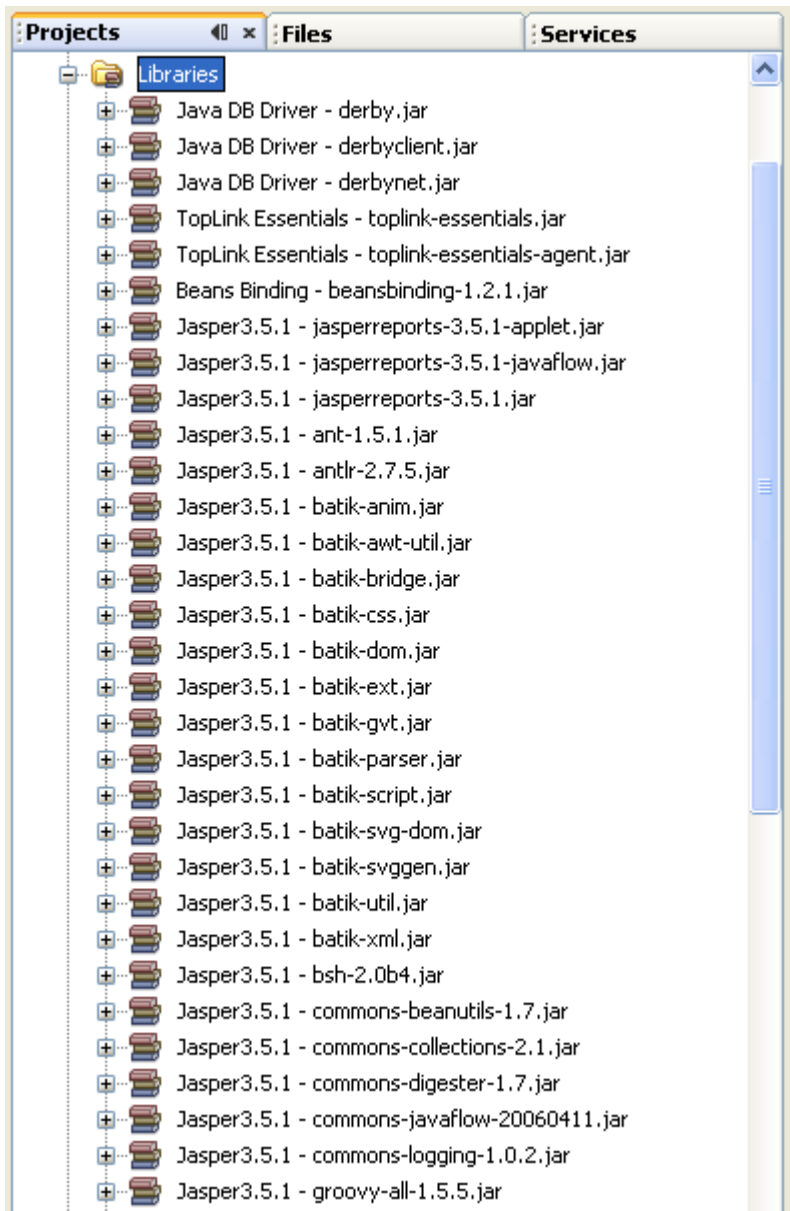 Projects Files Services
Libraries
Java DB Driver - derby.jar
Java DB Driver - derbyclient.jar
Java DB Driver - derbynet.jar
TopLink Essentials - toplink-essentials.jar
TopLink Essentials - toplink-essentials-agent.jar
Beans Binding - beansbinding-1.2.1.jar
Jasper3.5.1 - jasperreports-3.5.1-applet.jar
Jasper3.5.1 - jasperreports-3.5.1-javaflow.jar
Jasper3.5.1 - jasperreports-3.5.1.jar
Jasper3.5.1 - ant-1.5.1.jar
Jasper3.5.1 - antlr-2.7.5.jar
Jasper3.5.1 - batik-anim.jar
Jasper3.5.1 - batik-awt-util.jar
Jasper3.5.1 - batik-bridge.jar
Jasper3.5.1 - batik-css.jar
Jasper3.5.1 - batik-dom.jar
Jasper3.5.1 - batik-ext.jar
Jasper3.5.1 - batik-gvt.jar
Jasper3.5.1 - batik-parser.jar
Jasper3.5.1 - batik-script.jar
Jasper3.5.1 - batik-svg-dom.jar
Jasper3.5.1 - batik-svggen.jar
Jasper3.5.1 - batik-util.jar
Jasper3.5.1 - batik-xml.jar
Jasper3.5.1 - bsh-2.0b4.jar
Jasper3.5.1 - commons-beanutils-1.7.jar
Jasper3.5.1 - commons-collections-2.1.jar
Jasper3.5.1 - commons-digester-1.7.jar
Jasper3.5.1 - commons-javaflow-20060411.jar
Jasper3.5.1 - commons-logging-1.0.2.jar
Jasper3.5.1 - groovy-all-1.5.5.jar